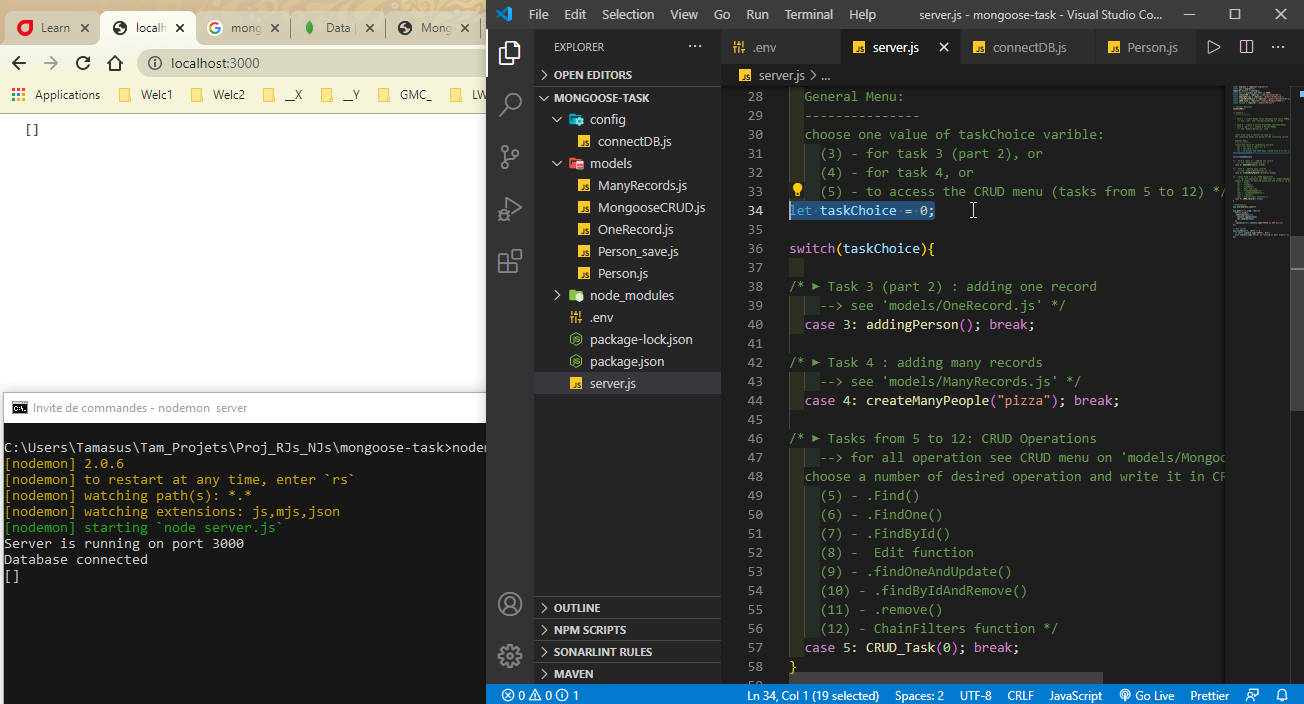 Learn
localh
mong
Data
Mong
localhost:3000
Applications
Welc1
Welc2
__X
__Y
GMC_
LW
[]
Invite de commandes - nodemon  server
C:\Users\Tamasus\Tam_Projets\Proj_RJs_NJs\mongoose-task>nodem
[nodemon] 2.0.6
[nodemon] to restart at any time, enter `rs`
[nodemon] watching path(s): *.*
[nodemon] watching extensions: js,mjs,json
[nodemon] starting `node server.js`
Server is running on port 3000
Database connected
[]
File Edit Selection View Go Run Terminal Help
server.js - mongoose-task - Visual Studio Co...
EXPLORER
OPEN EDITORS
MONGOOSE-TASK
config
connectDB.js
models
ManyRecords.js
MongooseCRUD.js
OneRecord.js
Person_save.js
Person.js
node_modules
.env
package-lock.json
package.json
server.js
OUTLINE
NPM SCRIPTS
SONARLINT RULES
MAVEN
.env
server.js
connectDB.js
Person.js
server.js > ...
28 General Menu:
29 ---------------
30 choose one value of taskChoice varible:
31 (3) - for task 3 (part 2), or
32 (4) - for task 4, or
33 (5) - to access the CRUD menu (tasks from 5 to 12) */
34 let taskChoice = 0;
35
36 switch(taskChoice){
37
38 /* ► Task 3 (part 2) : adding one record
39 --> see 'models/OneRecord.js' */
40 case 3: addingPerson(); break;
41
42 /* ► Task 4 : adding many records
43 --> see 'models/ManyRecords.js' */
44 case 4: createManyPeople("pizza"); break;
45
46 /* ► Tasks from 5 to 12: CRUD Operations
47 --> for all operation see CRUD menu on 'models/Mongoo
48 choose a number of desired operation and write it in CR
49 (5) - .Find()
50 (6) - .FindOne()
51 (7) - .FindById()
52 (8) -  Edit function
53 (9) - .findOneAndUpdate()
54 (10) - .findByIdAndRemove()
55 (11) - .remove()
56 (12) - ChainFilters function */
57 case 5: CRUD_Task(0); break;
58 }
0 0 1
Ln 34, Col 1 (19 selected)
Spaces: 2
UTF-8
CRLF
JavaScript
Go Live
Prettier